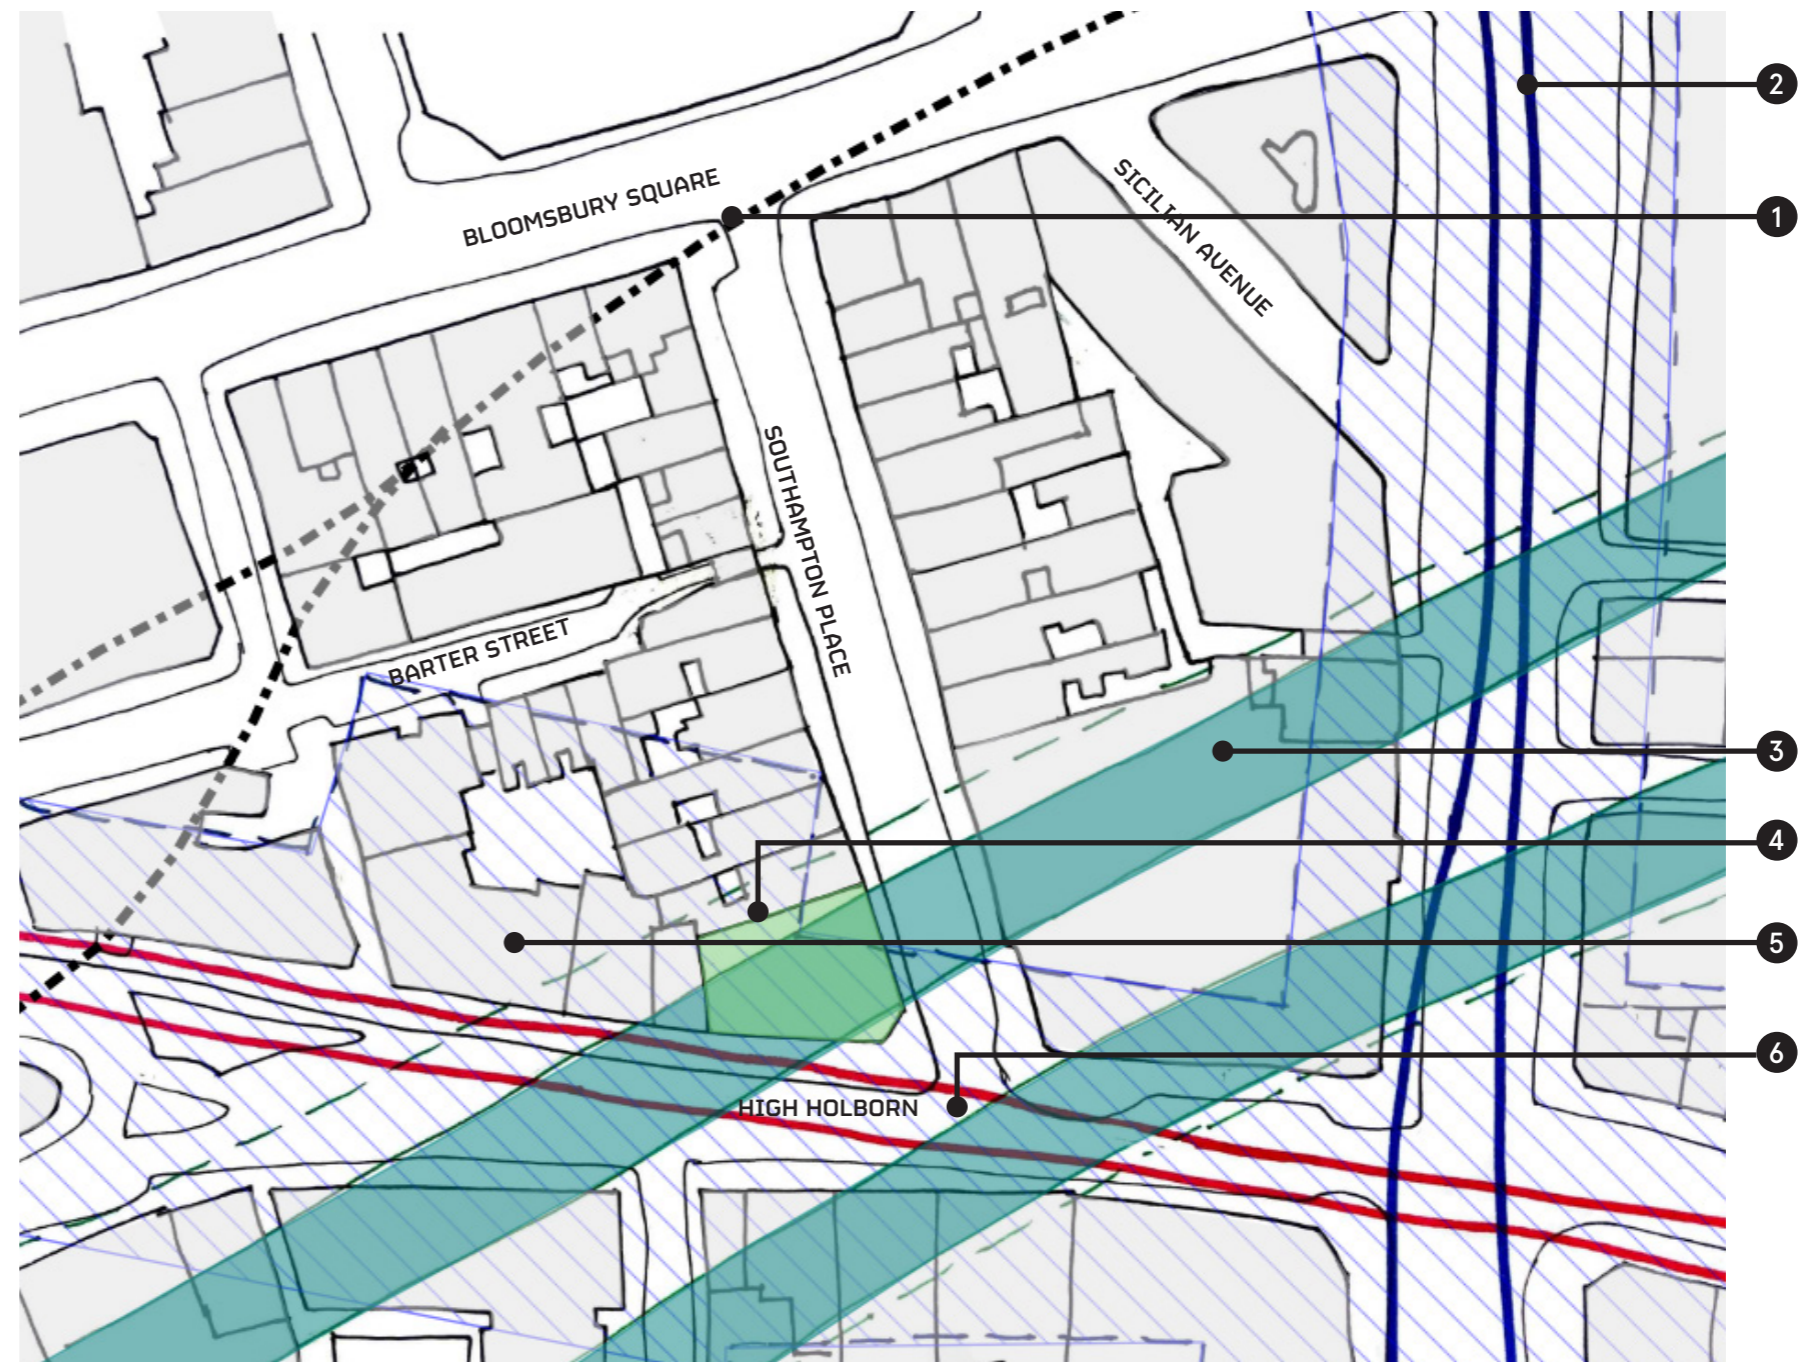 2
BLOOMSBURY SQUARE
SICILIAN AVENUE
1
SOUTHAMPTON PLACE
BARTER STREET
3
4
5
6
HIGH HOLBORN